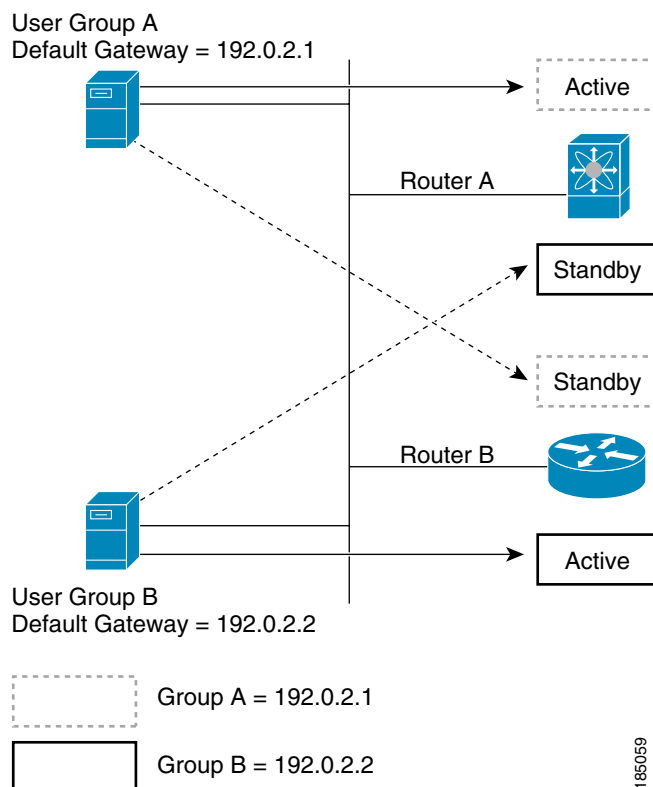 User Group A
Default Gateway = 192.0.2.1
Active
Router A
Standby
Standby
Router B
Active
User Group B
Default Gateway = 192.0.2.2
Group A = 192.0.2.1
Group B = 192.0.2.2
185059